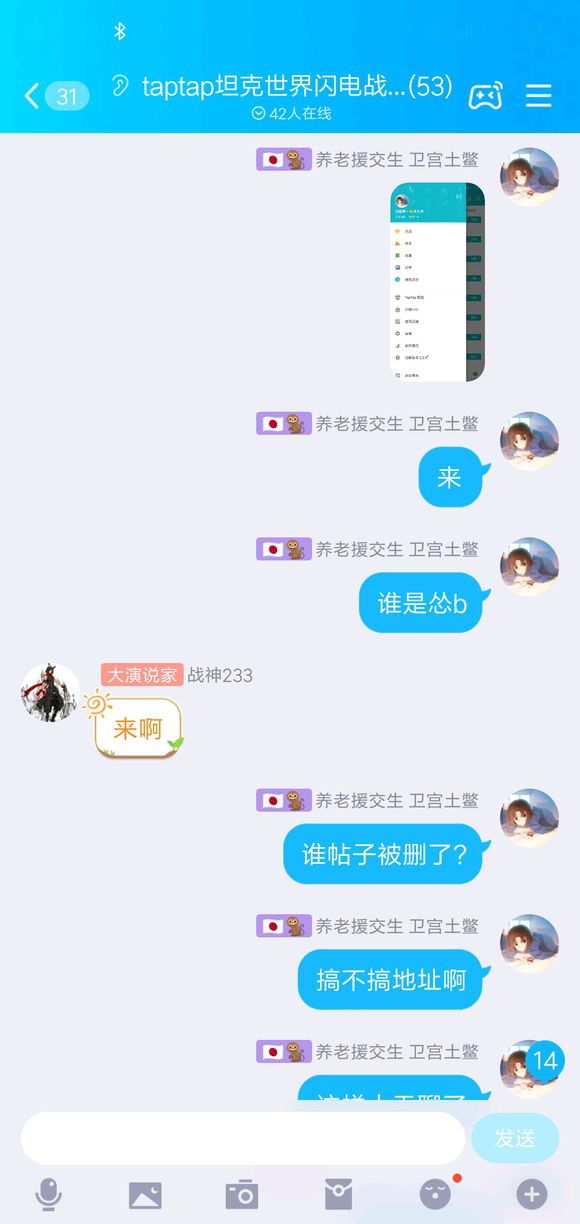 31
taptap坦克世界闪电战...(53)
42人在线
养老援交生 卫宫土鳖
养老援交生 卫宫土鳖
来
养老援交生 卫宫土鳖
谁是怂b
大演说家 战神233
来啊
养老援交生 卫宫土鳖
谁帖子被删了?
养老援交生 卫宫土鳖
搞不搞地址啊
养老援交生 卫宫土鳖
14
发送